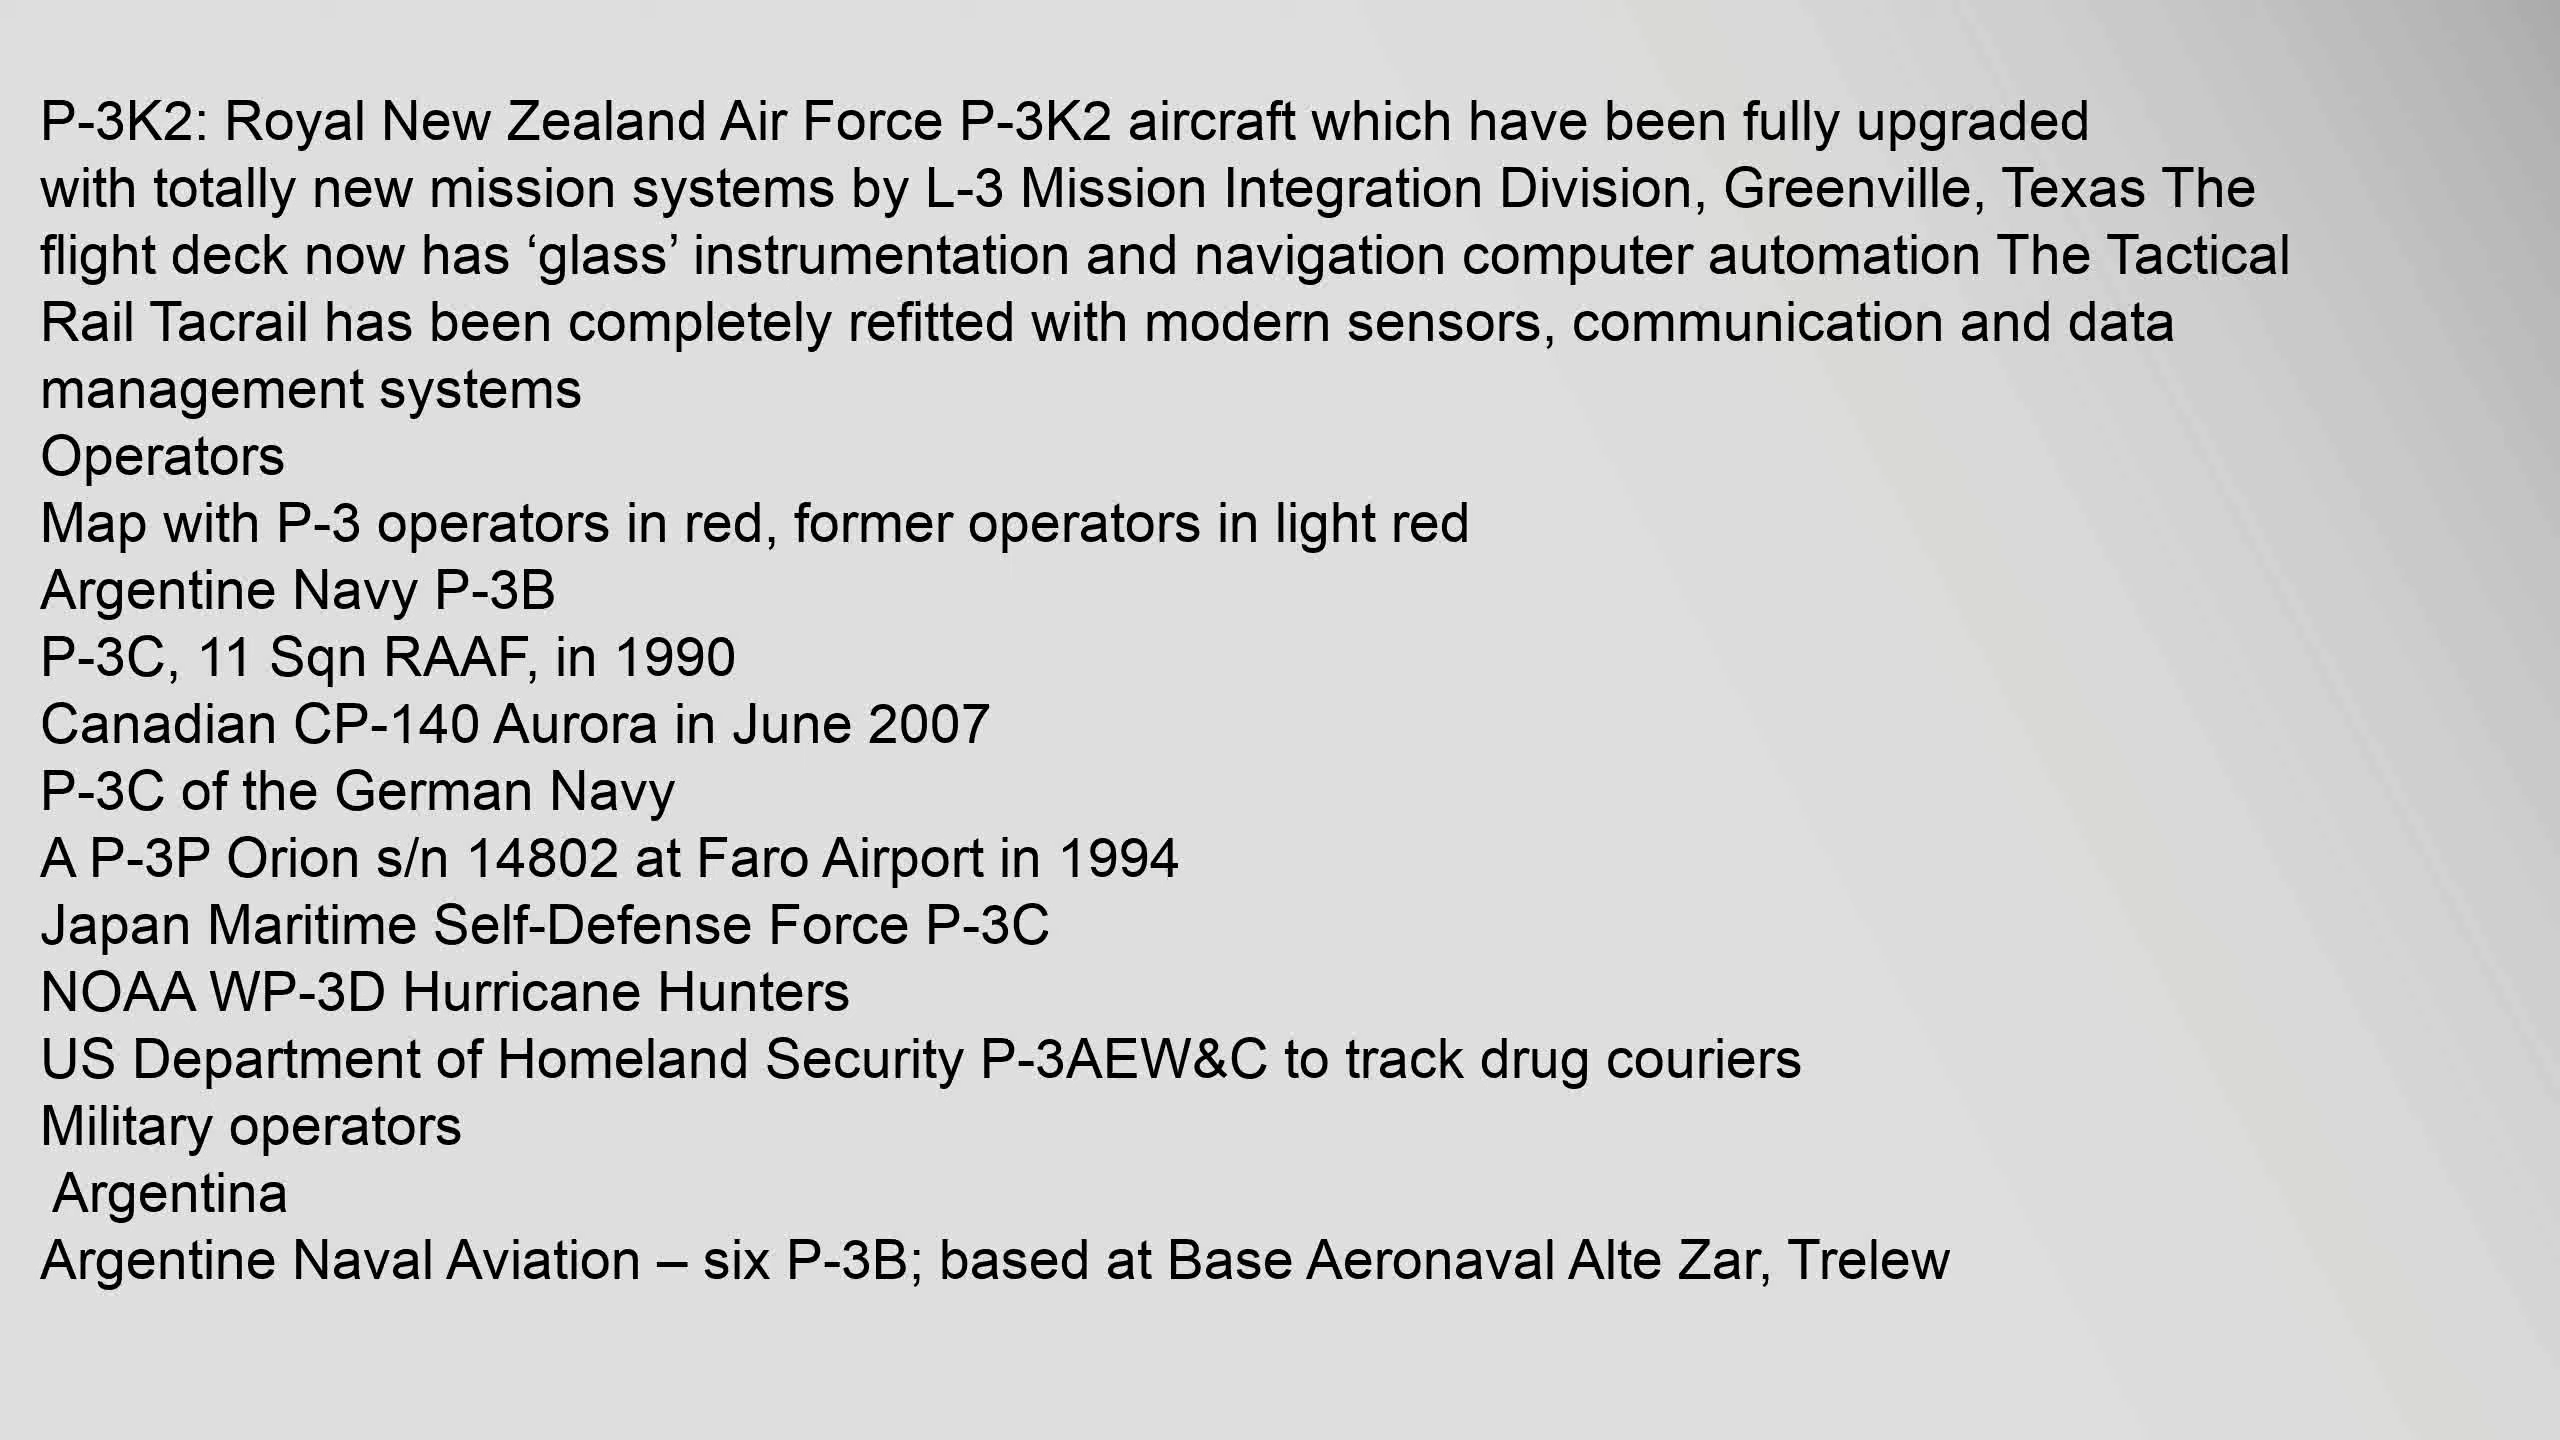 P-3K2: Royal New Zealand Air Force P-3K2 aircraft which have been fully upgraded
with totally new mission systems by L-3 Mission Integration Division, Greenville, Texas The
flight deck now has ‘glass’ instrumentation and navigation computer automation The Tactical
Rail Tacrail has been completely refitted with modern sensors, communication and data
management systems
Operators
Map with P-3 operators in red, former operators in light red
Argentine Navy P-3B
P-3C, 11 Sqn RAAF, in 1990
Canadian CP-140 Aurora in June 2007
P-3C of the German Navy
A P-3P Orion s/n 14802 at Faro Airport in 1994
Japan Maritime Self-Defense Force P-3C
NOAA WP-3D Hurricane Hunters
US Department of Homeland Security P-3AEW&C to track drug couriers
Military operators
Argentina
Argentine Naval Aviation – six P-3B; based at Base Aeronaval Alte Zar, Trelew